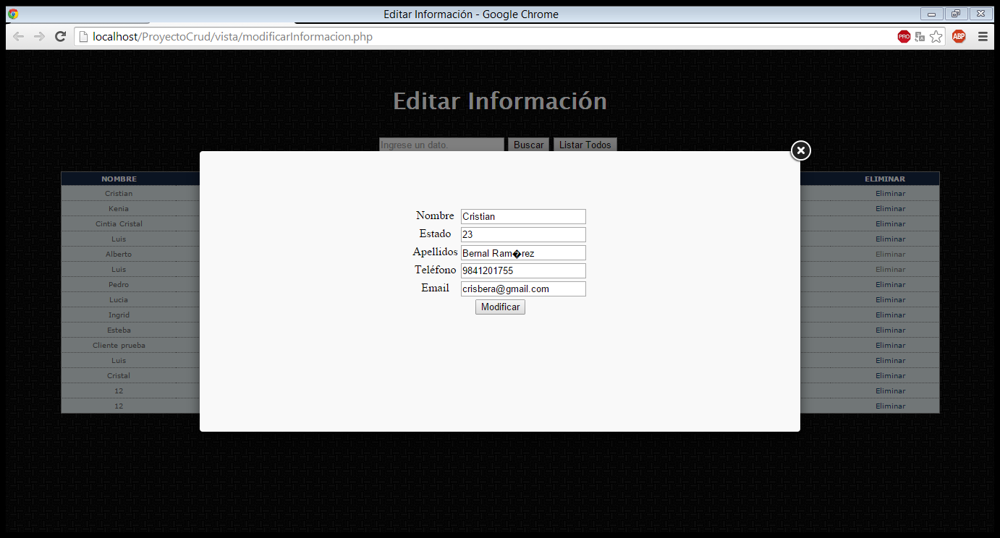 Editar Información - Google Chrome
localhost/ProyectoCrud/vista/modificarInformacion.php
PRO
ABP
Editar Información
Ingrese un dato. Buscar Listar Todos
NOMBRE ELIMINAR
Cristian Eliminar
Kenia Eliminar
Cintia Cristal Eliminar
Luis Eliminar
Alberto Eliminar
Luis Eliminar
Pedro Eliminar
Lucia Eliminar
Ingrid Eliminar
Esteba Eliminar
Cliente prueba Eliminar
Luis Eliminar
Cristal Eliminar
12 Eliminar
12 Eliminar
Nombre Cristian
Estado 23
Apellidos Bernal Ram�rez
Teléfono 9841201755
Email crisbera@gmail.com
Modificar